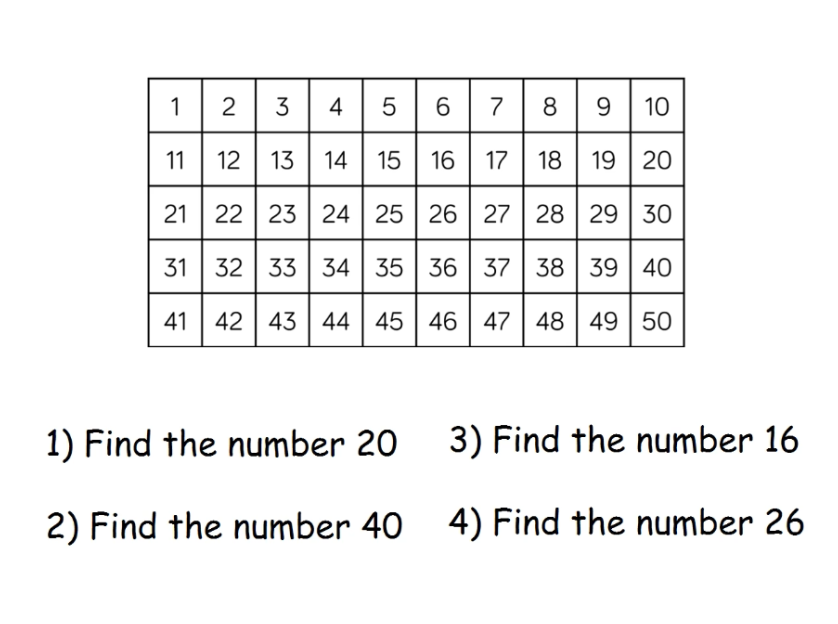 1 2 3 4 5 6 7 8 9 10
11 12 13 14 15 16 17 18 19 20
21 22 23 24 25 26 27 28 29 30
31 32 33 34 35 36 37 38 39 40
41 42 43 44 45 46 47 48 49 50
1) Find the number 20
2) Find the number 40
3) Find the number 16
4) Find the number 26